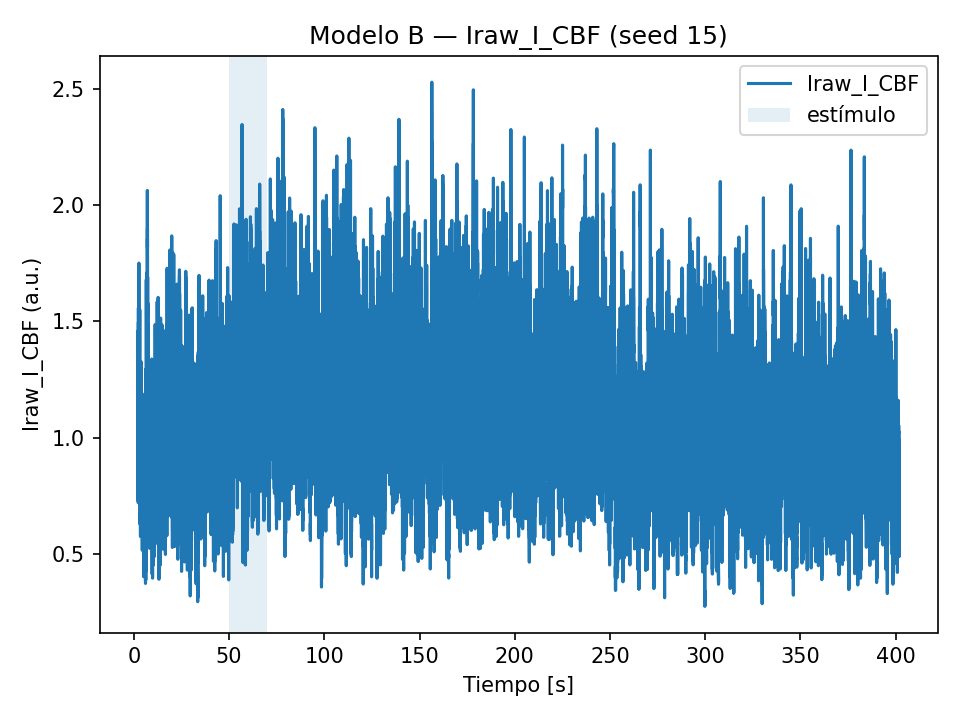 Modelo B — Iraw_I_CBF (seed 15)
Iraw_I_CBF
estímulo
Iraw_I_CBF (a.u.)
2.5
2.0
1.5
1.0
0.5
0 50 100 150 200 250 300 350 400
Tiempo [s]